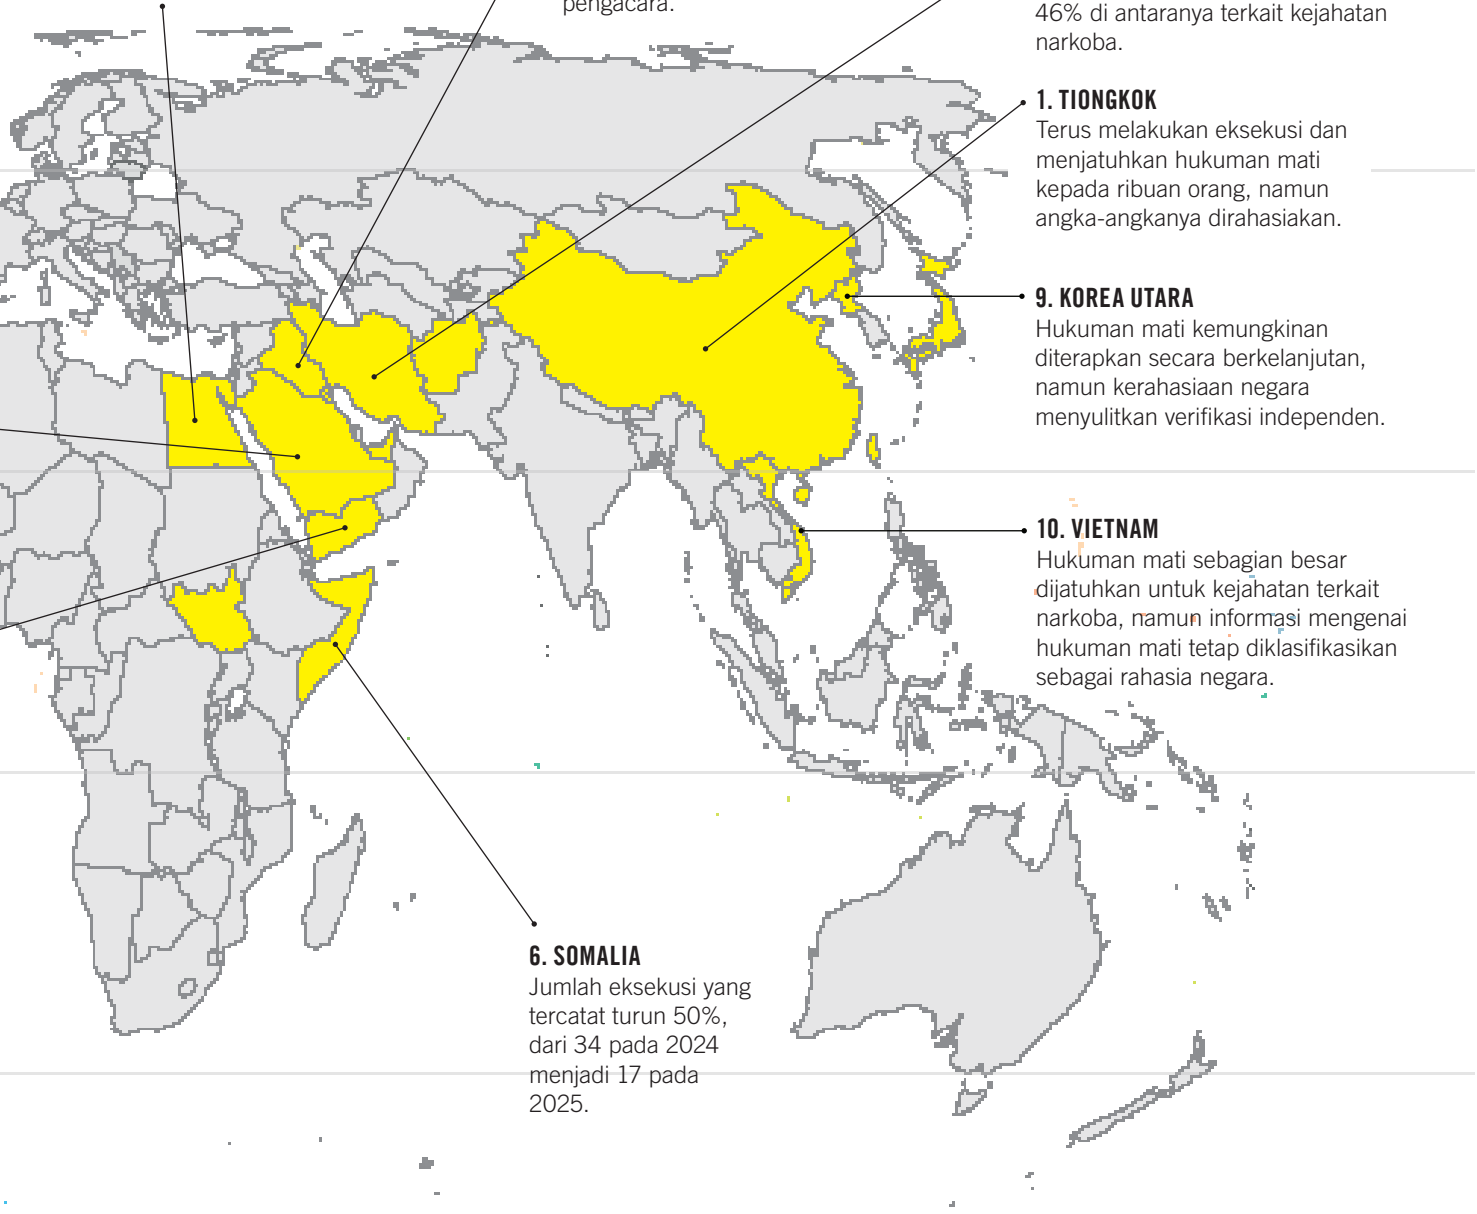 pengacara.
46% di antaranya terkait kejahatan
narkoba.
1. TIONGKOK
Terus melakukan eksekusi dan
menjatuhkan hukuman mati
kepada ribuan orang, namun
angka-angkanya dirahasiakan.
9. KOREA UTARA
Hukuman mati kemungkinan
diterapkan secara berkelanjutan,
namun kerahasiaan negara
menyulitkan verifikasi independen.
10. VIETNAM
Hukuman mati sebagian besar
dijatuhkan untuk kejahatan terkait
narkoba, namun informasi mengenai
hukuman mati tetap diklasifikasikan
sebagai rahasia negara.
6. SOMALIA
Jumlah eksekusi yang
tercatat turun 50%,
dari 34 pada 2024
menjadi 17 pada
2025.